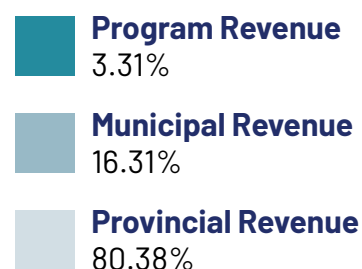 Program Revenue
3.31%
Municipal Revenue
16.31%
Provincial Revenue
80.38%